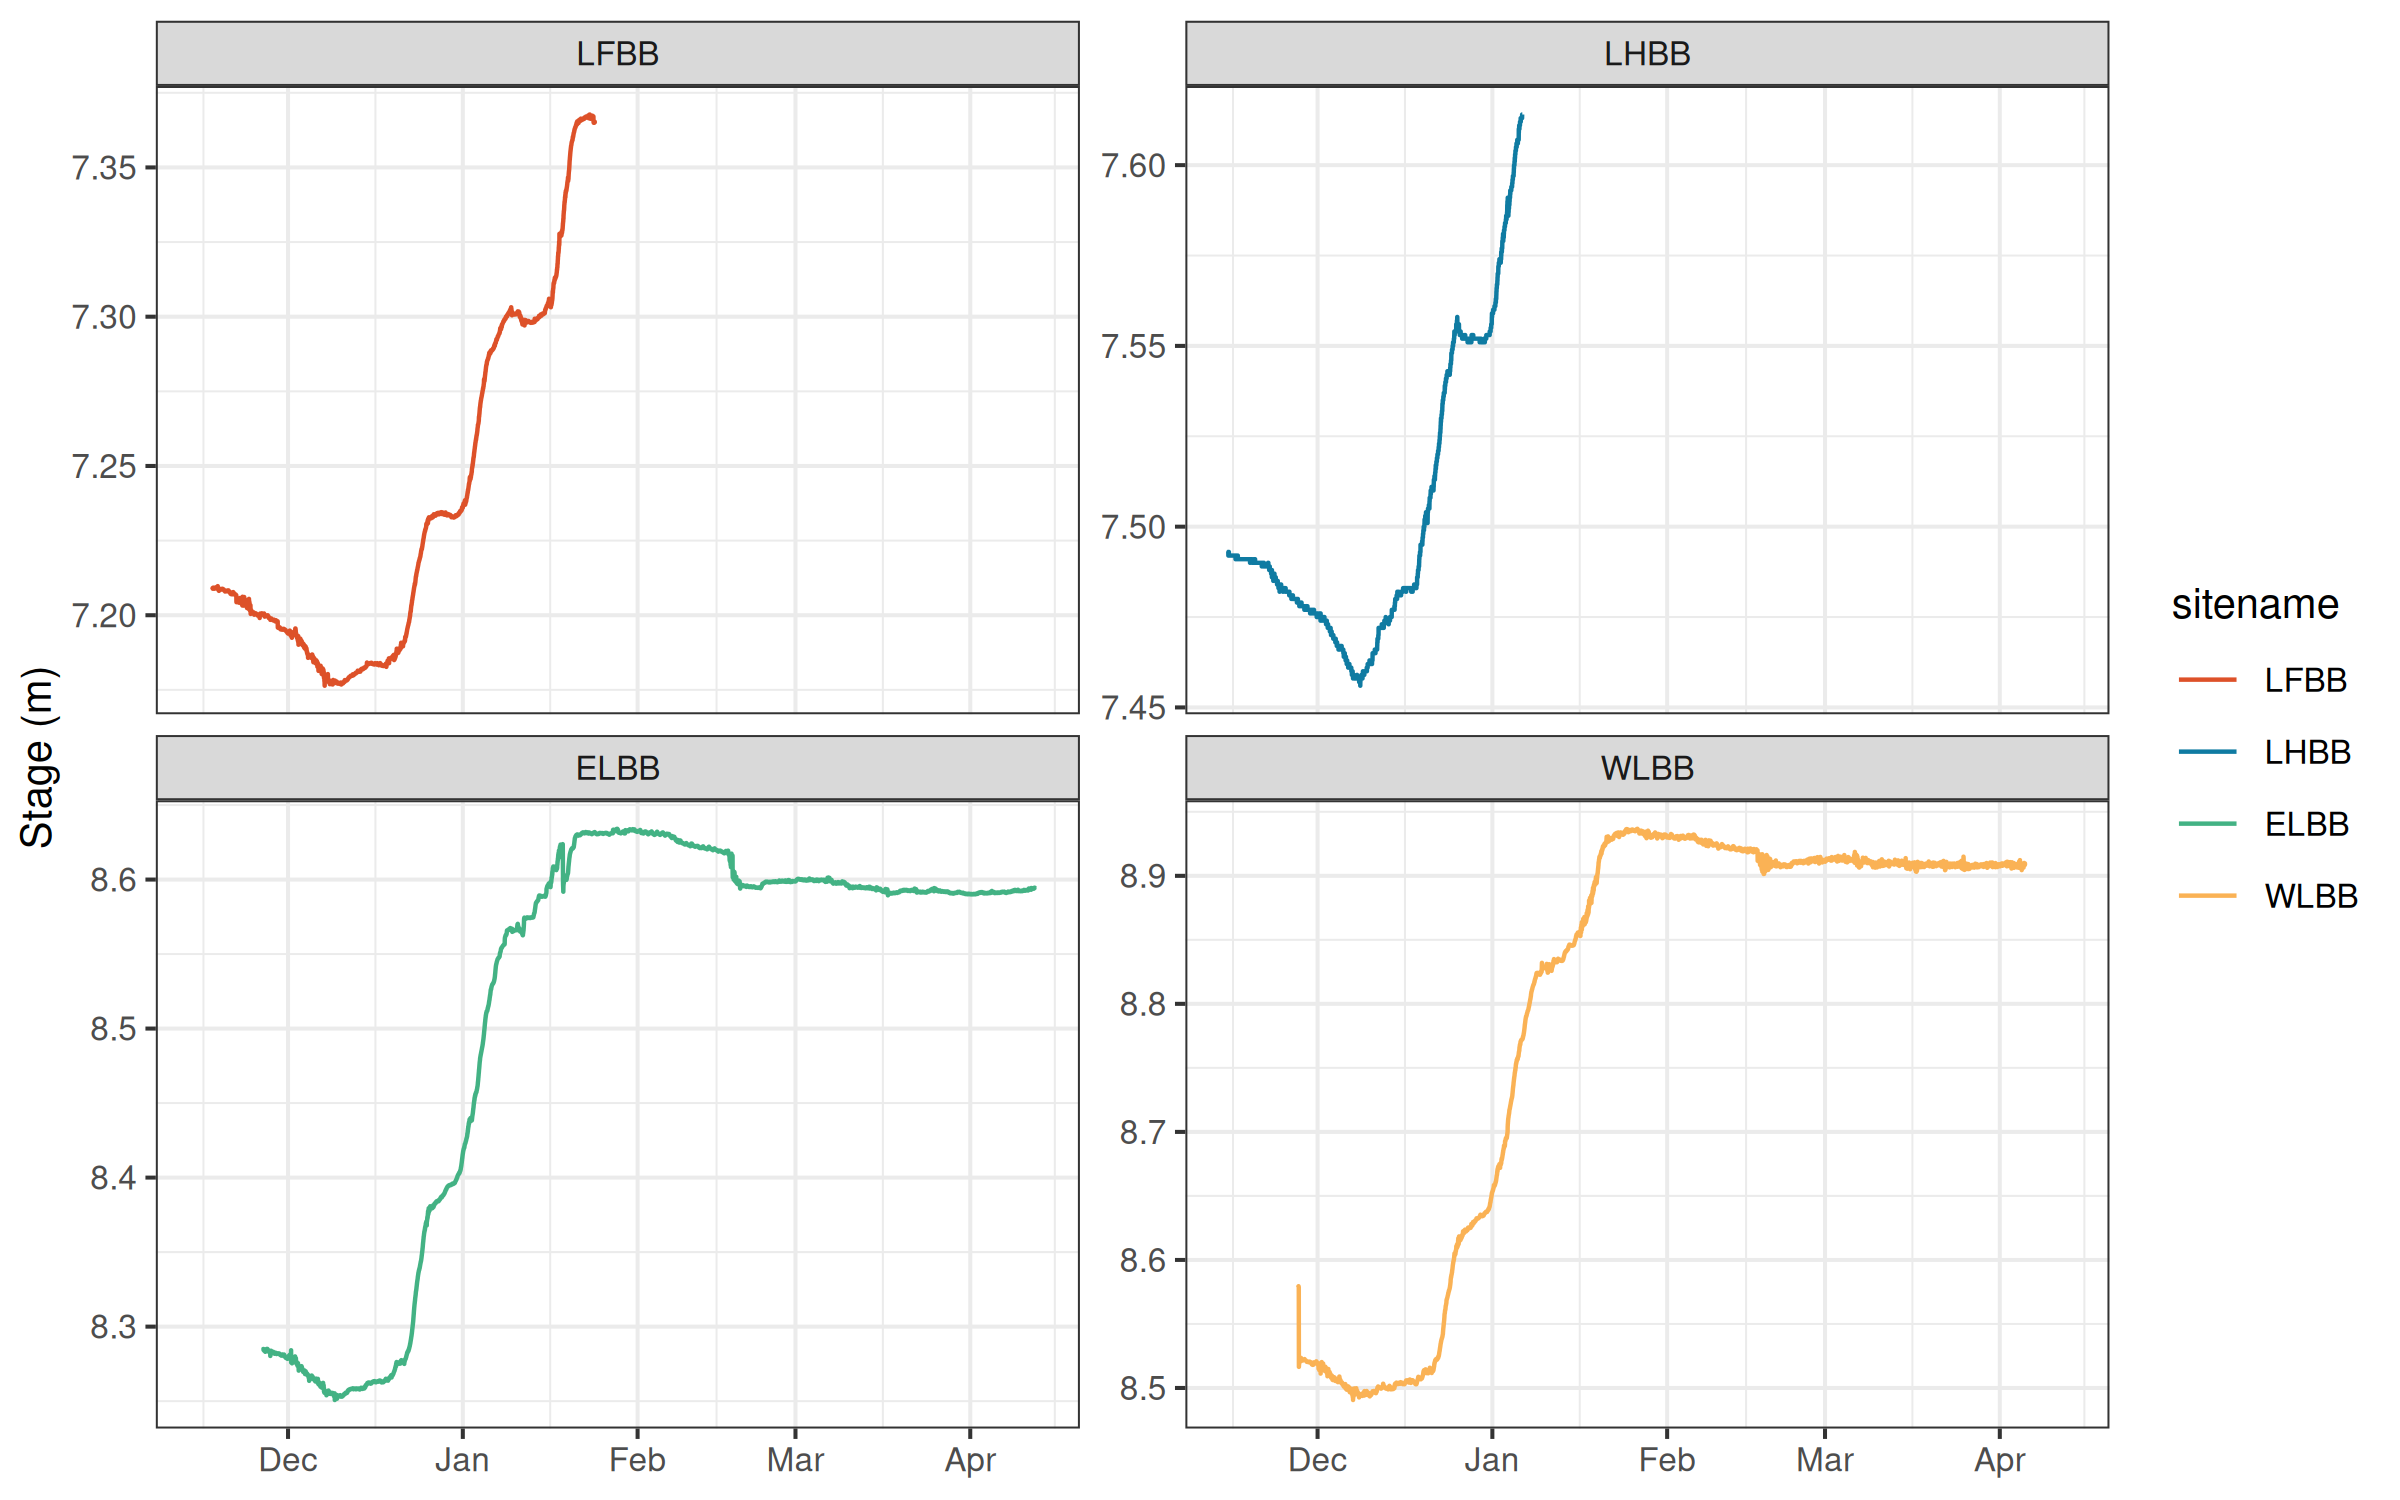 LFBB
LHBB
7.35
7.30
7.25
7.20
7.60
7.55
7.50
7.45
Stage (m)
ELBB
WLBB
8.6
8.5
8.4
8.3
8.9
8.8
8.7
8.6
8.5
Dec Jan Feb Mar Apr
Dec Jan Feb Mar Apr
sitename
LFBB
LHBB
ELBB
WLBB